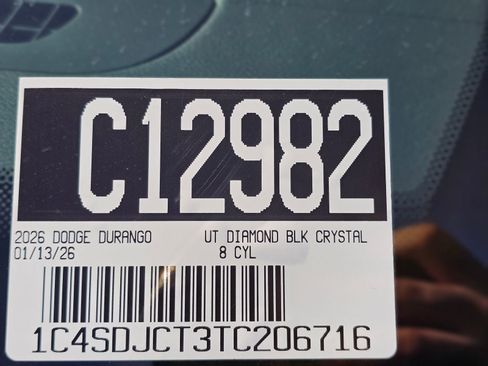 C12982
2026 DODGE DURANGO UT DIAMOND BLK CRYSTAL
01/13/26 8 CYL
1C4SDJCT3TC206716